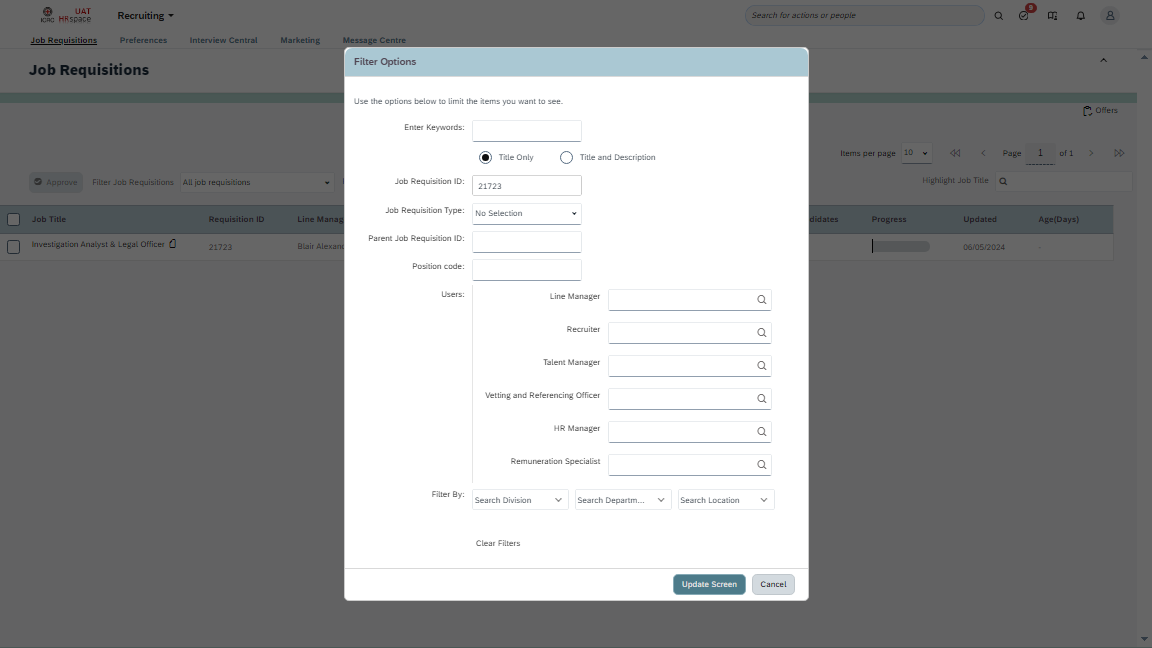 UAT
ICRC HRspace
Recruiting
Search for actions or people
9
Job Requisitions
Preferences
Interview Central
Marketing
Message Centre
Job Requisitions
Filter Options
Offers
Use the options below to limit the items you want to see.
Enter Keywords:
Title Only
Title and Description
Items per page 10
Page 1 of 1
Approve
Filter Job Requisitions
All job requisitions
Job Requisition ID:
21723
Highlight Job Title
Job Requisition Type:
No Selection
Job Title
Requisition ID
Line Manag
didates
Progress
Updated
Age(Days)
Parent Job Requisition ID:
Investigation Analyst & Legal Officer
21723
Blair Alexand
06/05/2024
-
Position code:
Users:
Line Manager
Recruiter
Talent Manager
Vetting and Referencing Officer
HR Manager
Remuneration Specialist
Filter By:
Search Division
Search Departm...
Search Location
Clear Filters
Update Screen
Cancel